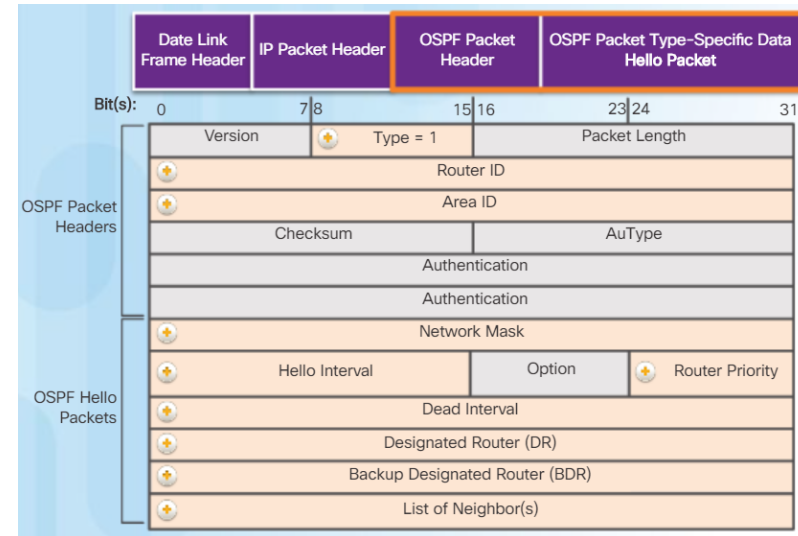 Date Link
Frame Header
IP Packet Header
OSPF Packet
Header
OSPF Packet Type-Specific Data
Hello Packet
Bit(s): 0 7 8 15 16 23 24 31
Version Type = 1 Packet Length
Router ID
Area ID
OSPF Packet
Headers
Checksum AuType
Authentication
Authentication
Network Mask
Hello Interval Option Router Priority
OSPF Hello
Packets
Dead Interval
Designated Router (DR)
Backup Designated Router (BDR)
List of Neighbor(s)